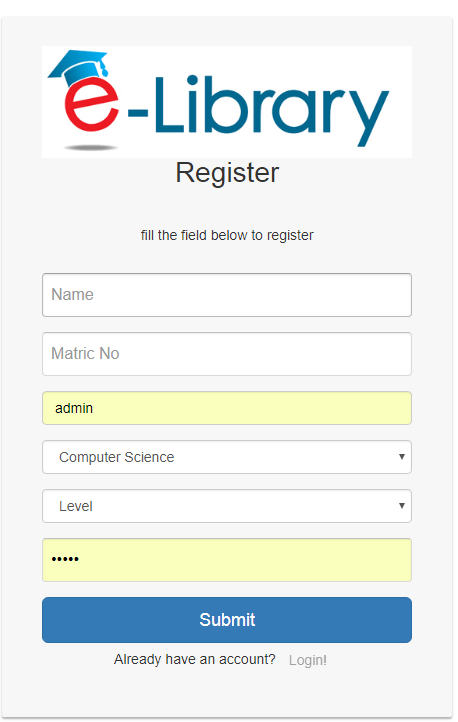 e-Library
Register
fill the field below to register
Name
Matric No
admin
Computer Science
Level
•••••
Submit
Already have an account? Login!